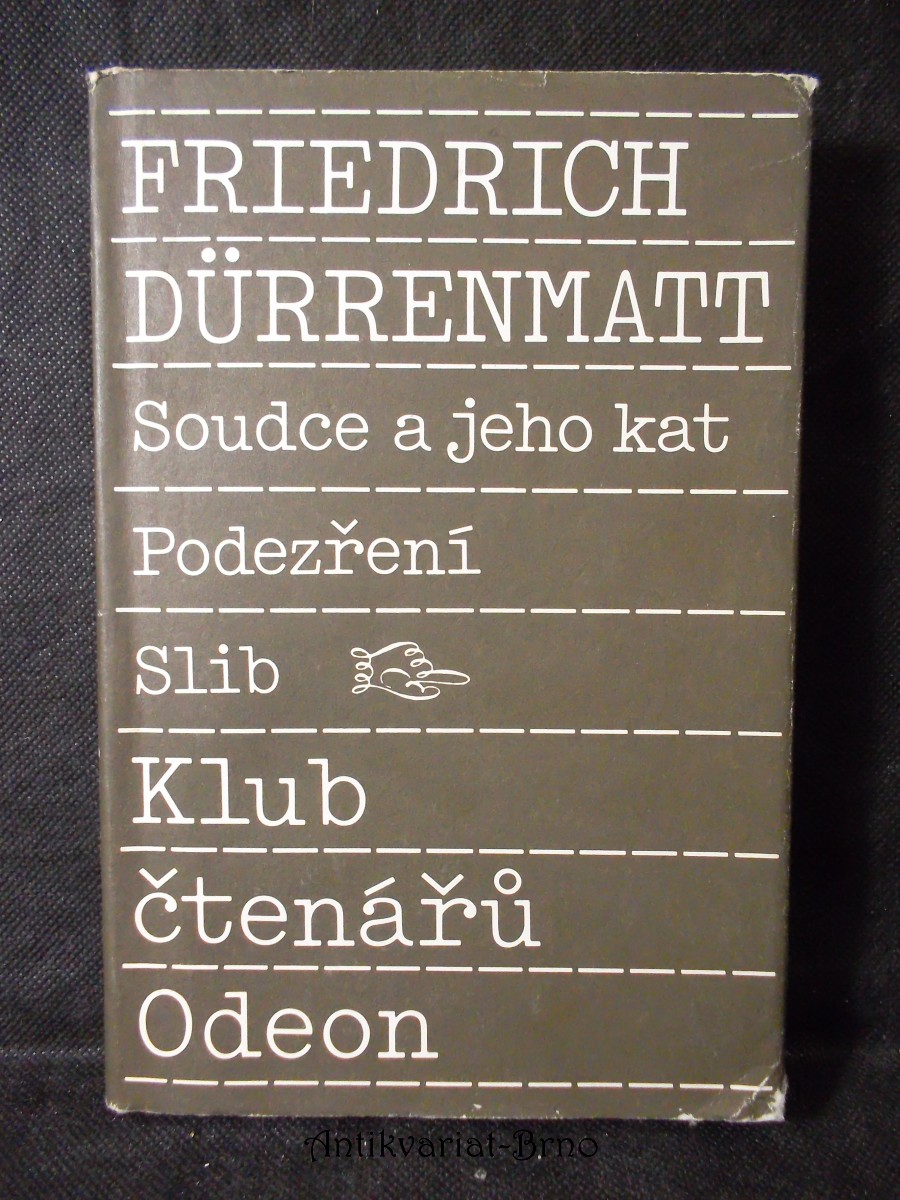 FRIEDRICH
DÜRRENMATT
Soudce a jeho kat
Podezření
Slib
Klub
čtenářů
Odeon
Antikvariat-Brno